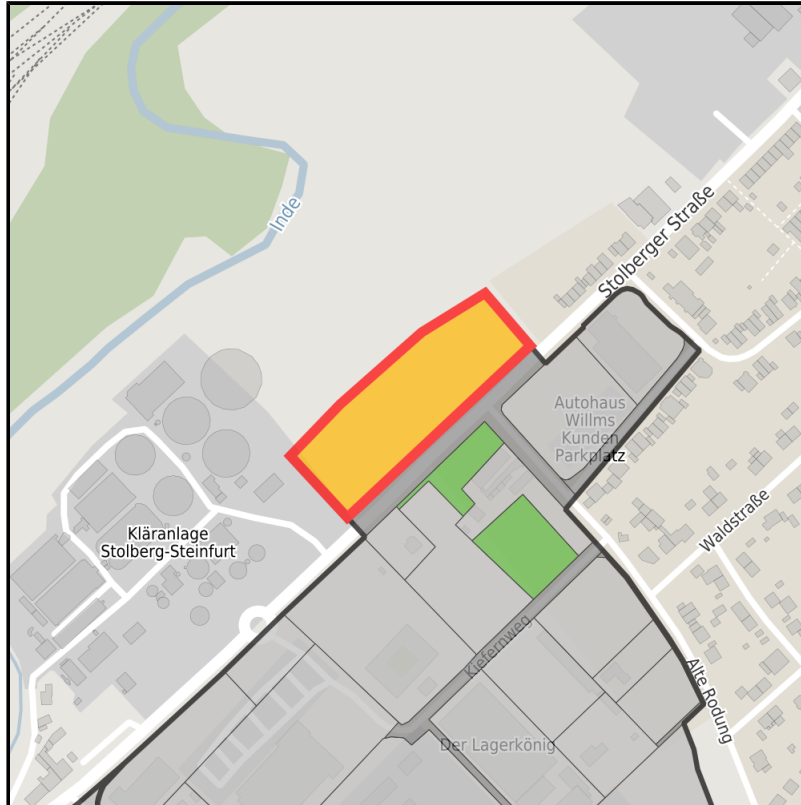 Inde
Stolberger Straße
Autohaus
Willms
Kunden
Parkplatz
Waldstraße
Kläranlage
Stolberg-Steinfurt
Kiefernweg
Alte Rodung
Der Lagerkönig